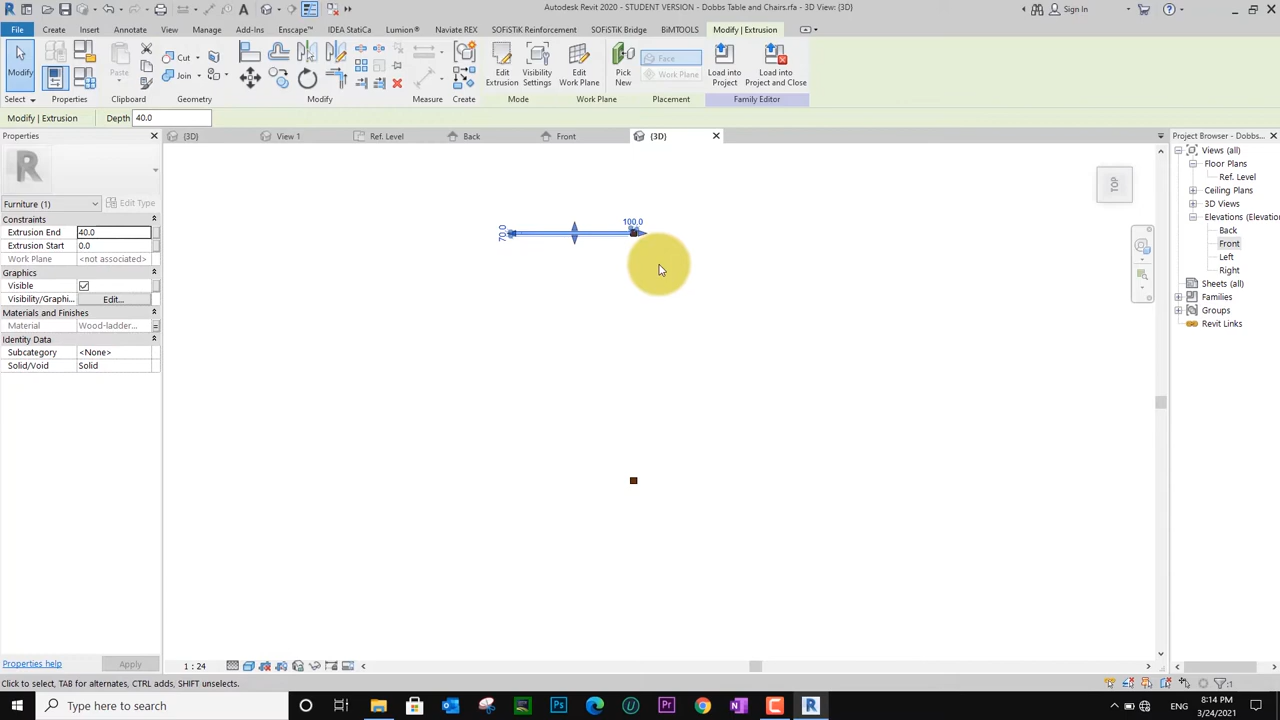 Autodesk Revit 2020 - STUDENT VERSION - Dobbs Table and Chairs.rfa - 3D View: {3D}
Sign In
File Create Insert Annotate View Manage Add-Ins Enscape™ IDEA StatiCa Lumion® Naviate REX SOFiSTiK Reinforcement SOFiSTiK Bridge BiMTOOLS Modify | Extrusion
Modify
Paste
Cut
Join
Edit Extrusion
Visibility Settings
Edit Work Plane
Pick New
Face
Work Plane
Load into Project
Load into Project and Close
Select Properties Clipboard Geometry Modify Measure Create Mode Work Plane Placement Family Editor
Modify | Extrusion Depth 40.0
Properties
{3D} View 1 Ref. Level Back Front {3D}
Project Browser - Dobbs...
Furniture (1) Edit Type
Constraints
Extrusion End 40.0
Extrusion Start 0.0
Work Plane <not associated>
Graphics
Visible
Visibility/Graphi... Edit...
Materials and Finishes
Material Wood-ladder...
Identity Data
Subcategory <None>
Solid/Void Solid
100.0
70.0
TOP
Views (all)
Floor Plans
Ref. Level
Ceiling Plans
3D Views
Elevations (Elevation
Back
Front
Left
Right
Sheets (all)
Families
Groups
Revit Links
Properties help Apply
1 : 24
Click to select, TAB for alternates, CTRL adds, SHIFT unselects.
:1
Type here to search
ENG
8:14 PM
3/24/2021